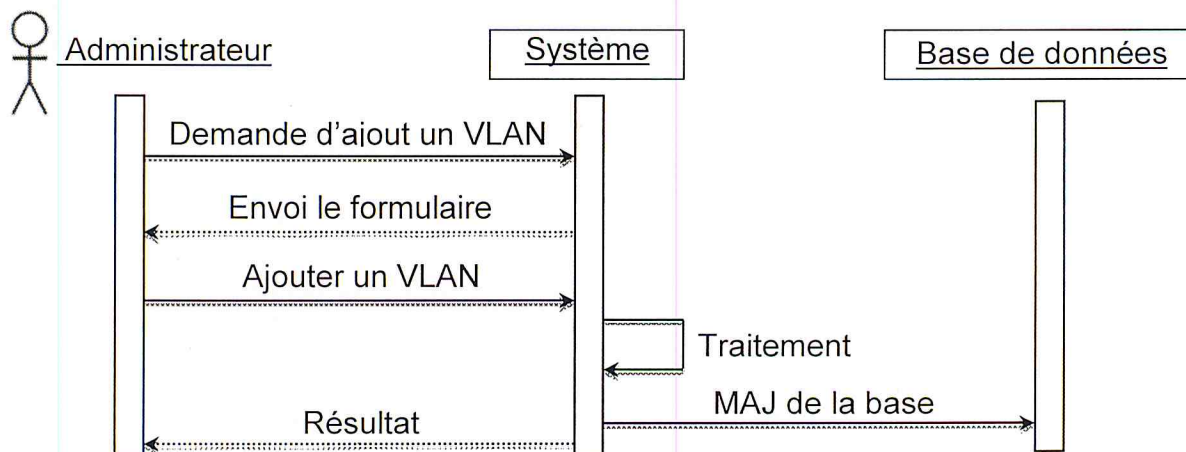 Administrateur
Système
Base de données
Demande d'ajout un VLAN
Envoi le formulaire
Ajouter un VLAN
Traitement
MAJ de la base
Résultat